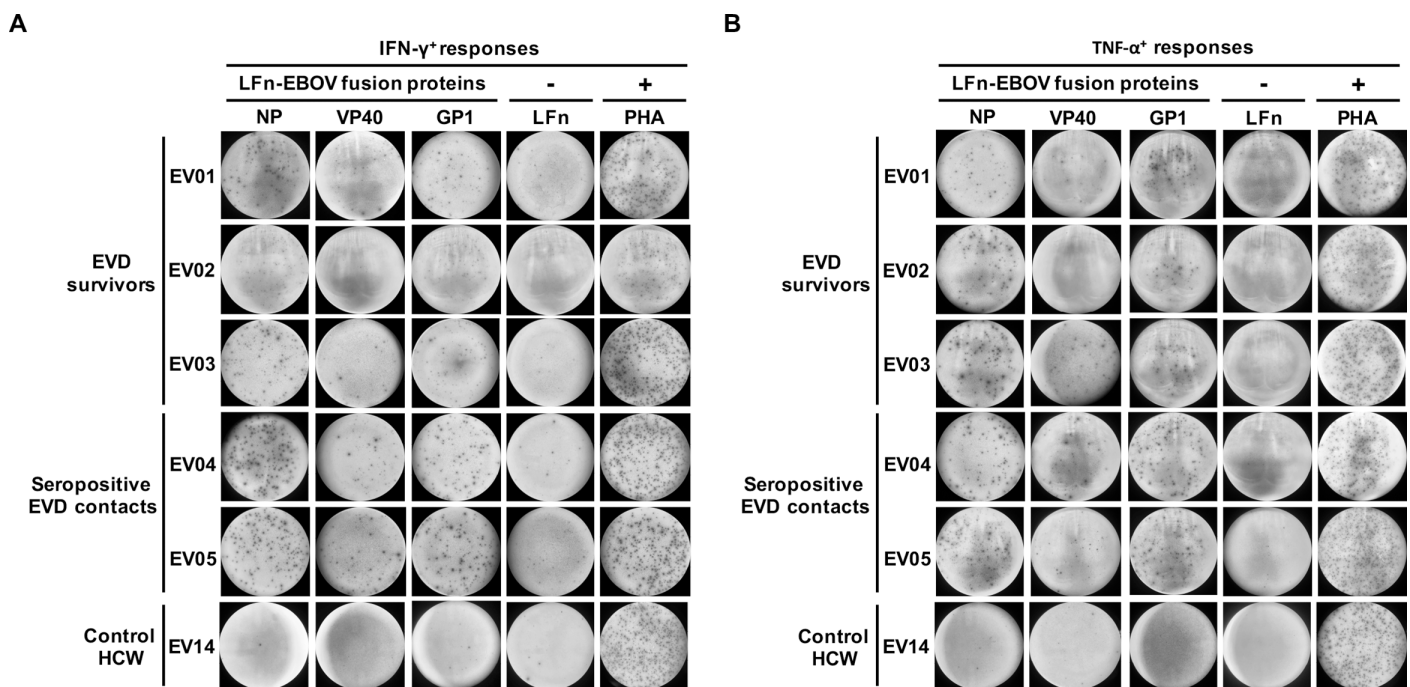 A
IFN-γ⁺ responses
LFn-EBOV fusion proteins - +
NP VP40 GP1 LFn PHA
EVD survivors
EV01
EV02
EV03
Seropositive EVD contacts
EV04
EV05
Control HCW
EV14
B
TNF-α⁺ responses
LFn-EBOV fusion proteins - +
NP VP40 GP1 LFn PHA
EVD survivors
EV01
EV02
EV03
Seropositive EVD contacts
EV04
EV05
Control HCW
EV14